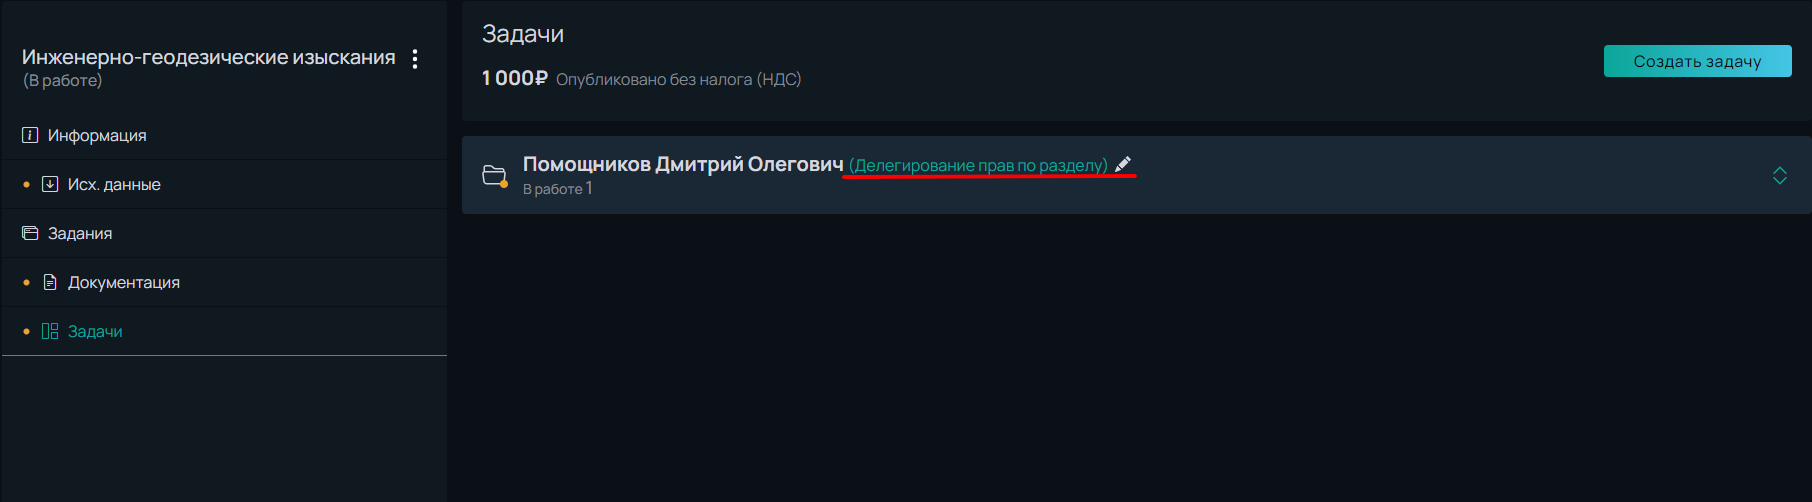 Инженерно-геодезические изыскания
(В работе)
Информация
Исх. данные
Задания
Документация
Задачи
Задачи
1 000₽ Опубликовано без налога (НДС)
Создать задачу
Помощников Дмитрий Олегович (Делегирование прав по разделу)
В работе 1